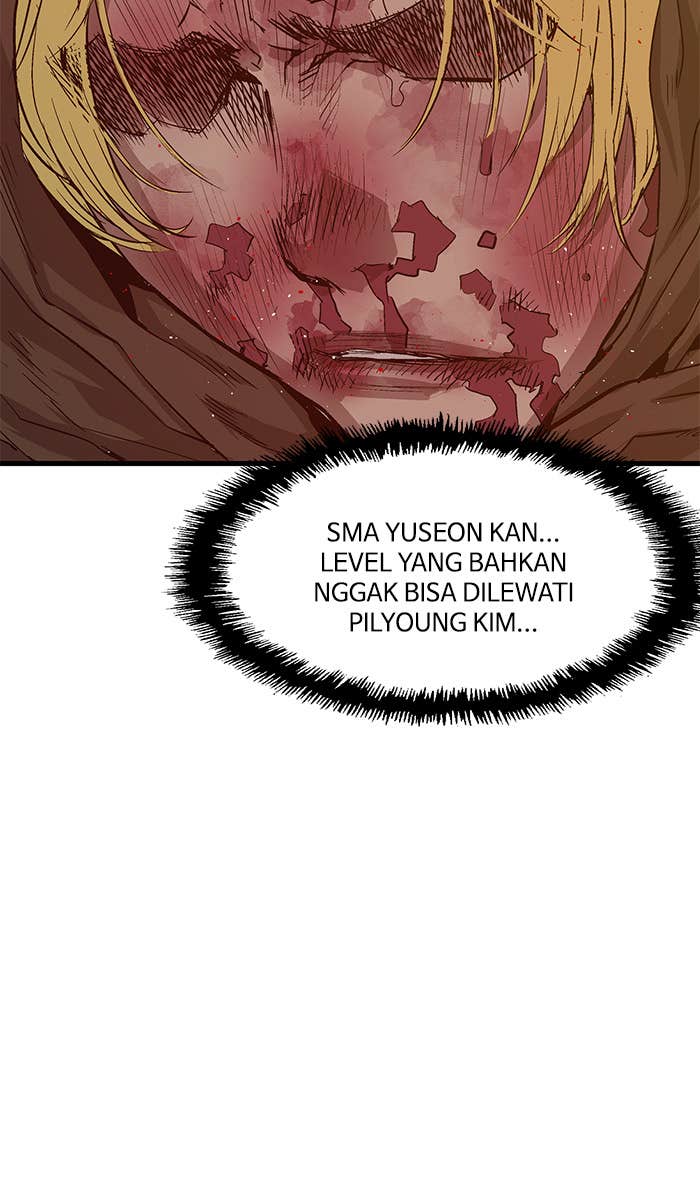 SMA YUSEON KAN...
LEVEL YANG BAHKAN
NGGAK BISA DILEWATI
PILYOUNG KIM...